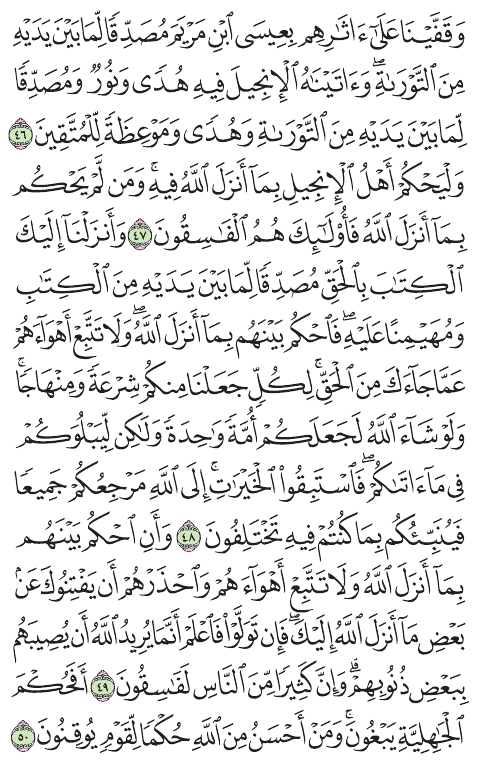 وَقَفَّيْنَا عَلَىٰٓ ءَاثَٰرِهِم بِعِيسَى ٱبْنِ مَرْيَمَ مُصَدِّقًا لِّمَا بَيْنَ يَدَيْهِ
مِنَ ٱلتَّوْرَىٰةِ ۖ وَءَاتَيْنَٰهُ ٱلْإِنجِيلَ فِيهِ هُدًى وَنُورٌ وَمُصَدِّقًا
لِّمَا بَيْنَ يَدَيْهِ مِنَ ٱلتَّوْرَىٰةِ وَهُدًى وَمَوْعِظَةً لِّلْمُتَّقِينَ ٤٦
وَلْيَحْكُمْ أَهْلُ ٱلْإِنجِيلِ بِمَآ أَنزَلَ ٱللَّهُ فِيهِ ۚ وَمَن لَّمْ يَحْكُم
بِمَآ أَنزَلَ ٱللَّهُ فَأُو۟لَٰٓئِكَ هُمُ ٱلْفَٰسِقُونَ ٤٧ وَأَنزَلْنَآ إِلَيْكَ
ٱلْكِتَٰبَ بِٱلْحَقِّ مُصَدِّقًا لِّمَا بَيْنَ يَدَيْهِ مِنَ ٱلْكِتَٰبِ
وَمُهَيْمِنًا عَلَيْهِ ۖ فَٱحْكُم بَيْنَهُم بِمَآ أَنزَلَ ٱللَّهُ ۖ وَلَا تَتَّبِعْ أَهْوَآءَهُمْ
عَمَّا جَآءَكَ مِنَ ٱلْحَقِّ ۚ لِكُلٍّ جَعَلْنَا مِنكُمْ شِرْعَةً وَمِنْهَاجًا ۚ
وَلَوْ شَآءَ ٱللَّهُ لَجَعَلَكُمْ أُمَّةً وَٰحِدَةً وَلَٰكِن لِّيَبْلُوَكُمْ
فِى مَآ ءَاتَىٰكُمْ ۖ فَٱسْتَبِقُوا۟ ٱلْخَيْرَٰتِ ۚ إِلَى ٱللَّهِ مَرْجِعُكُمْ جَمِيعًا
فَيُنَبِّئُكُم بِمَا كُنتُمْ فِيهِ تَخْتَلِفُونَ ٤٨ وَأَنِ ٱحْكُم بَيْنَهُم
بِمَآ أَنزَلَ ٱللَّهُ وَلَا تَتَّبِعْ أَهْوَآءَهُمْ وَٱحْذَرْهُمْ أَن يَفْتِنُوكَ عَنۢ
بَعْضِ مَآ أَنزَلَ ٱللَّهُ إِلَيْكَ ۖ فَإِن تَوَلَّوْا۟ فَٱعْلَمْ أَنَّمَا يُرِيدُ ٱللَّهُ أَن يُصِيبَهُم
بِبَعْضِ ذُنُوبِهِمْ ۗ وَإِنَّ كَثِيرًا مِّنَ ٱلنَّاسِ لَفَٰسِقُونَ ٤٩ أَفَحُكْمَ
ٱلْجَٰهِلِيَّةِ يَبْغُونَ ۚ وَمَنْ أَحْسَنُ مِنَ ٱللَّهِ حُكْمًا لِّقَوْمٍ يُوقِنُونَ ٥٠